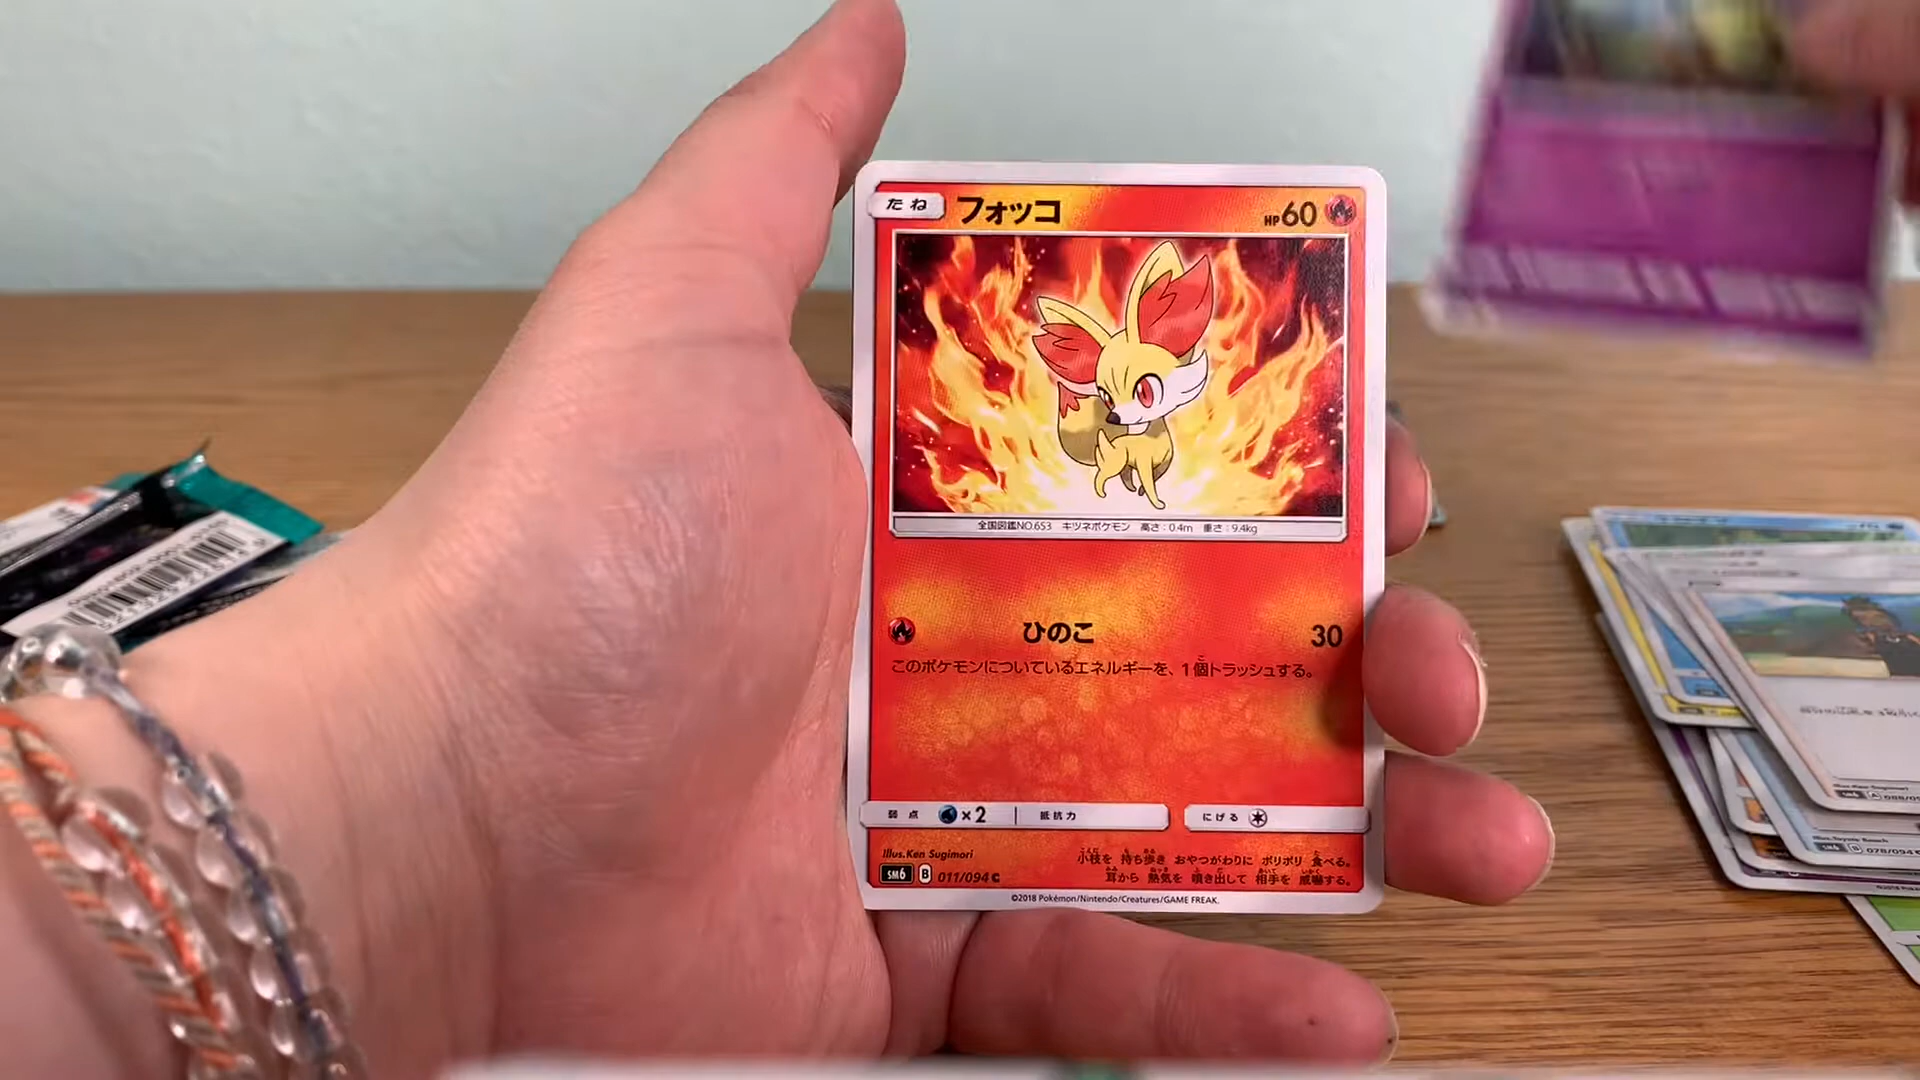 たね フォッコ HP60
全国図鑑NO.653 キツネポケモン 高さ：0.4m 重さ：9.4kg
ひのこ 30
このポケモンについているエネルギーを、1個トラッシュする。
弱点 ×2 抵抗力 にげる
Illus.Ken Sugimori
小枝を 持ち歩き おやつがわりに ポリポリ 食べる。
耳から 熱気を 噴き出して 相手を 威嚇する。
SM6 B 011/094 C
©2018 Pokémon/Nintendo/Creatures/GAME FREAK.
078/094